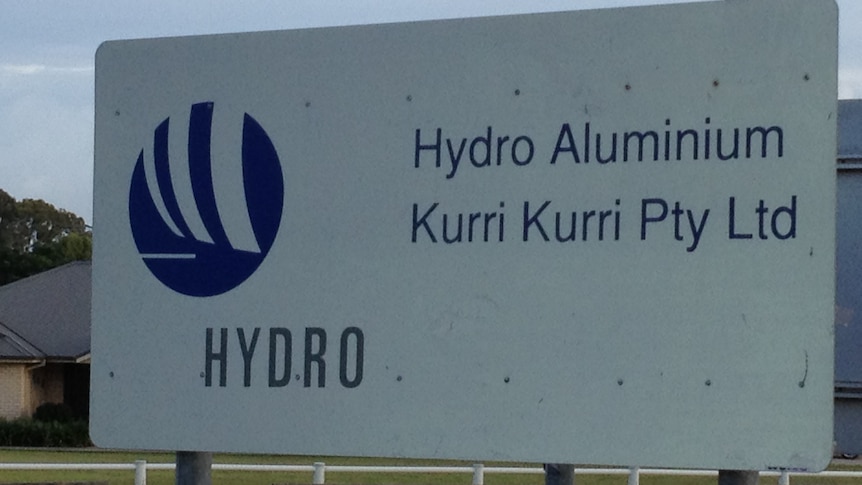 Hydro Aluminium
Kurri Kurri Pty Ltd
HYDRO